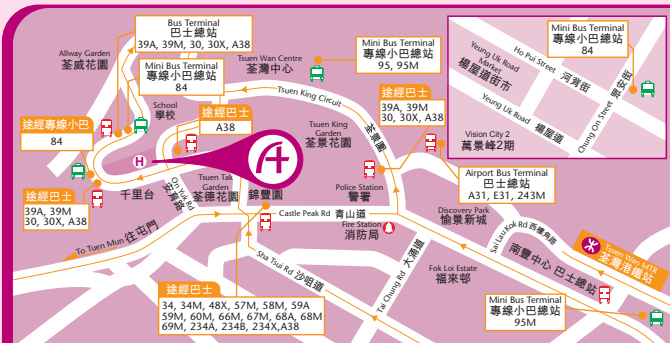 Bus Terminal
巴士總站
39A, 39M, 30, 30X, A38
Allway Garden
荃威花園
Mini Bus Terminal
專線小巴總站
84
School
學校
途經巴士
A38
途經專線小巴
84
途經巴士
39A, 39M
30, 30X, A38
H
千里台
On Yuk Rd
安育路
Tsuen Wan Centre
荃灣中心
Mini Bus Terminal
專線小巴總站
95, 95M
Tsuen King Circuit
荃景圍
Tsuen King
Garden
荃景花園
途經巴士
39A, 39M
30, 30X, A38
Tsuen Tak
Garden
荃德花園
錦豐園
Police Station
警署
Airport Bus Terminal
巴士總站
A31, E31, 243M
Castle Peak Rd 青山道
Fire Station
消防局
Discovery Park
愉景新城
To Tuen Mun 往屯門
Sha Tsui Rd 沙咀道
Tai Chung Rd 大涌道
Fok Loi Estate
福來邨
Sai Lau Kok Rd 西樓角路
南豐中心 巴士總站
Tsuen Wan MTR
荃灣港鐵站
途經巴士
34, 34M, 48X, 57M, 58M, 59A
59M, 60M, 66M, 67M, 68A, 68M
69M, 234A, 234B, 234X,A38
Mini Bus Terminal
專線小巴總站
95M
Mini Bus Terminal
專線小巴總站
84
Yeung Uk Road
Market
楊屋道街市
Ho Pui Street 河背街
Yeung Uk Road 楊屋道
Chung On Street 眾安街
Vision City 2
萬景峰2期